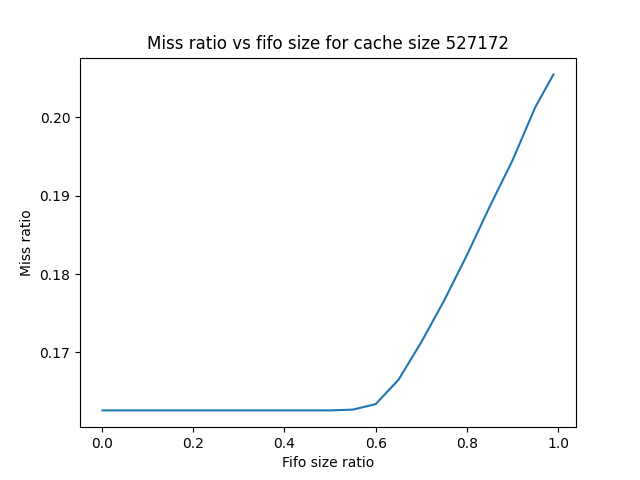 Miss ratio vs fifo size for cache size 527172
0.20
0.19
0.18
0.17
Miss ratio
0.0 0.2 0.4 0.6 0.8 1.0
Fifo size ratio